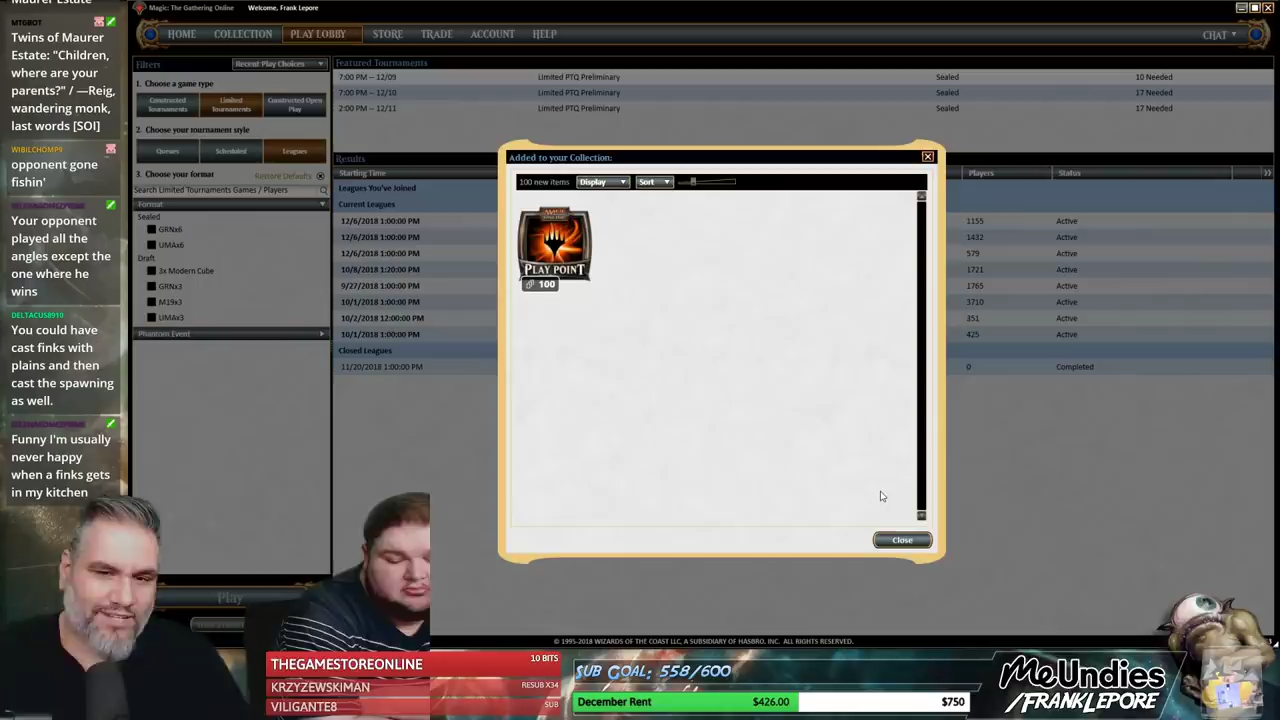 Maurer Estate
MTGBOT
Twins of Maurer
Estate: "Children,
where are your
parents?" / —Reig,
wandering monk,
last words [SOI]
WIBILCHOMP9
opponent gone
fishin'
Your opponent
played all the
angles except the
one where he
wins
DELTACUS8910
You could have
cast finks with
plains and then
cast the spawning
as well.
Funny I'm usually
never happy
when a finks gets
in my kitchen
Magic: The Gathering Online
Welcome, Frank Lepore
HOME
COLLECTION
PLAY LOBBY
STORE
TRADE
ACCOUNT
HELP
CHAT
Filters
Recent Play Choices
1. Choose a game type
Constructed Tournaments
Limited Tournaments
Constructed Open Play
2. Choose your tournament style
Queues
Scheduled
Leagues
3. Choose your format
Restore Defaults
Search Limited Tournaments Games / Players
Format
Sealed
GRNx6
UMAx6
Draft
3x Modern Cube
GRNx3
M19x3
UMAx3
Phantom Event
Play
Featured Tournaments
7:00 PM -- 12/09 Limited PTQ Preliminary Sealed 10 Needed
7:00 PM -- 12/10 Limited PTQ Preliminary Sealed 17 Needed
2:00 PM -- 12/11 Limited PTQ Preliminary Sealed 17 Needed
Results
Starting Time Players Status
Leagues You've Joined
Current Leagues
12/6/2018 1:00:00 PM 1155 Active
12/6/2018 1:00:00 PM 1432 Active
12/6/2018 1:00:00 PM 579 Active
10/8/2018 1:20:00 PM 1721 Active
9/27/2018 1:00:00 PM 1765 Active
10/1/2018 1:00:00 PM 3710 Active
10/2/2018 12:00:00 PM 351 Active
10/1/2018 1:00:00 PM 425 Active
Closed Leagues
11/20/2018 1:00:00 PM 0 Completed
Added to your Collection:
100 new items
Display
Sort
PLAY POINT
100
Close
© 1995-2018 WIZARDS OF THE COAST LLC, A SUBSIDIARY OF HASBRO, INC. ALL RIGHTS RESERVED.
THEGAMESTOREONLINE 10 BITS
KRZYZEWSKIMAN RESUB X34
VILIGANTE8 SUB
SUB GOAL: 558/600
December Rent $426.00 $750
MeUndies
/FRANKLEPORE